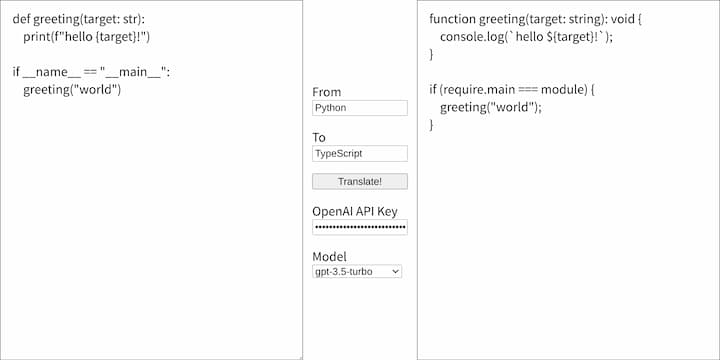 def greeting(target: str):
print(f"hello {target}!")
if __name__ == "__main__":
greeting("world")
From
Python
To
TypeScript
Translate!
OpenAI API Key
Model
gpt-3.5-turbo
function greeting(target: string): void {
console.log(`hello ${target}!`);
}
if (require.main === module) {
greeting("world");
}